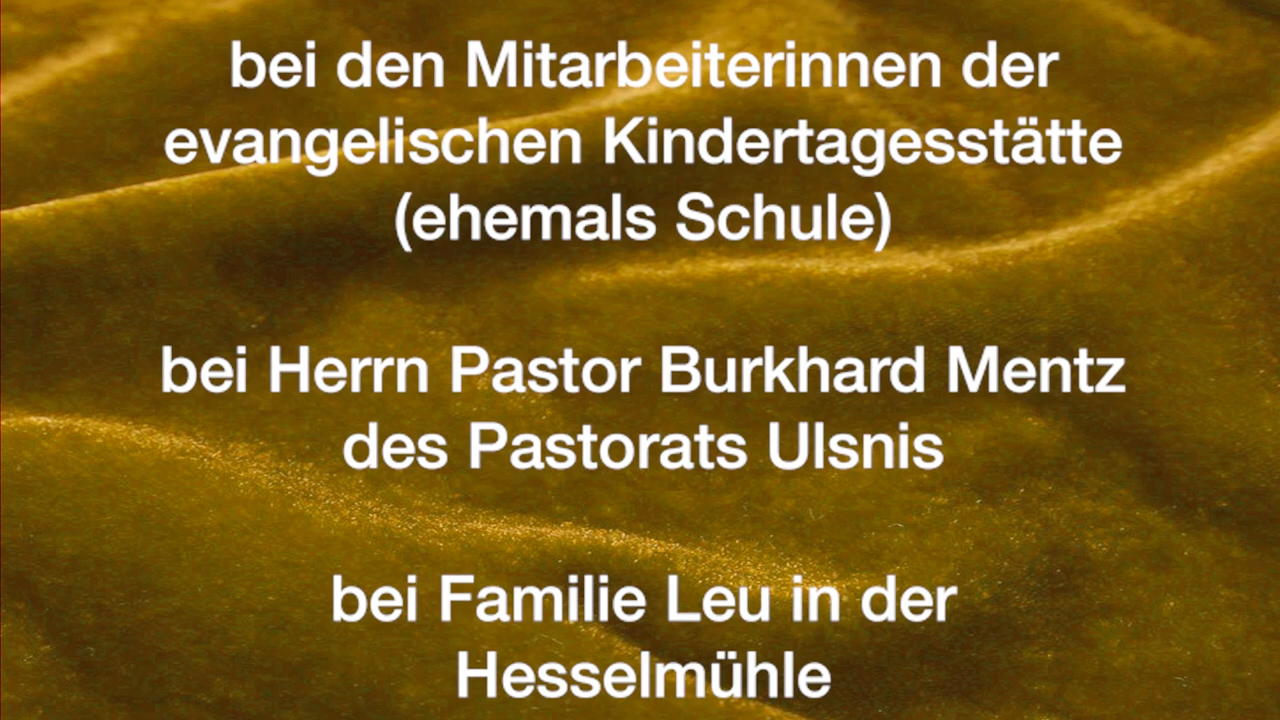 bei den Mitarbeiterinnen der
evangelischen Kindertagesstätte
(ehemals Schule)
bei Herrn Pastor Burkhard Mentz
des Pastorats Ulsnis
bei Familie Leu in der
Hesselmühle